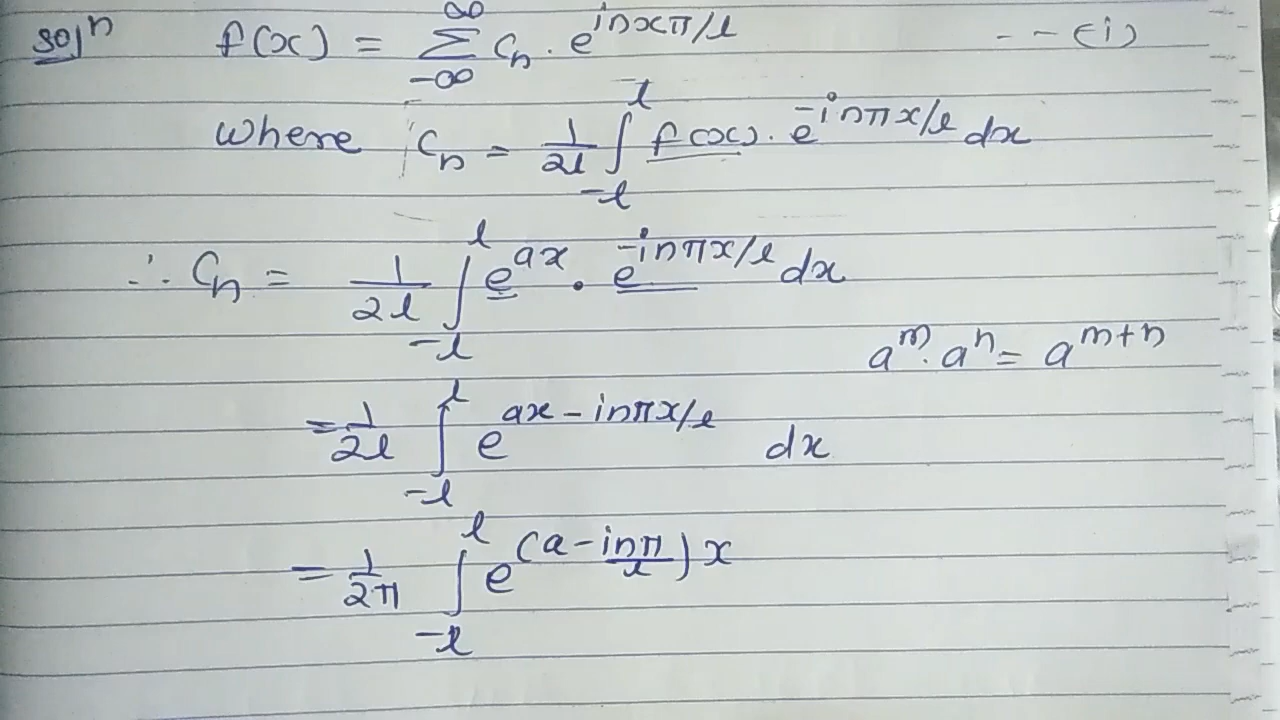 solⁿ f(x) = ∑_{-∞}^{∞} Cₙ · e^{inxπ/l} - - (i)
where Cₙ = 1/2l ∫_{-l}^{l} f(x) · e^{-inπx/l} dx
∴ Cₙ = 1/2l ∫_{-l}^{l} e^{ax} · e^{-inπx/l} dx
a^m · a^n = a^{m+n}
= 1/2l ∫_{-l}^{l} e^{ax - inπx/l} dx
= 1/2π ∫_{-l}^{l} e^{(a - inπ/l)x}